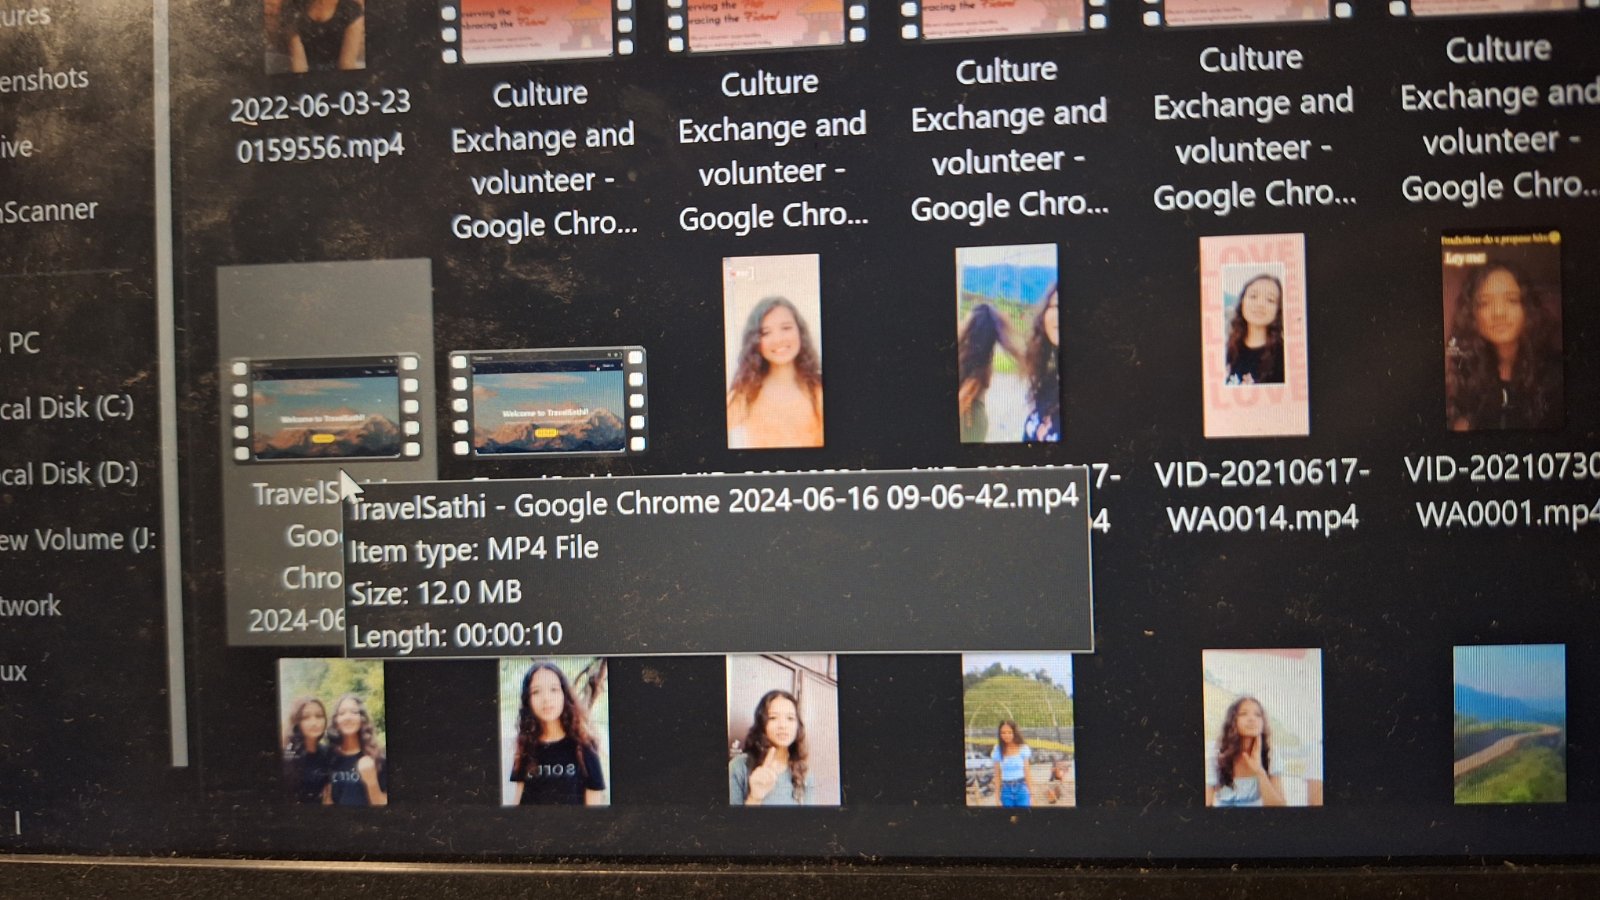 2022-06-03-23
0159556.mp4
Culture
Exchange and
volunteer -
Google Chro...
Culture
Exchange and
volunteer -
Google Chro...
Culture
Exchange and
volunteer -
Google Chro...
Culture
Exchange and
volunteer -
Google Chro...
Culture
Exchange and
volunteer -
Google Chro...
enshots
ive
Scanner
PC
cal Disk (C:)
cal Disk (D:)
ew Volume (J:
twork
ux
Welcome to TravelSathi!
Welcome to TravelSathi!
LOVE
LOVE
TravelS
Goo
Chro
2024-06
TravelSathi - Google Chrome 2024-06-16 09-06-42.mp4
Item type: MP4 File
Size: 12.0 MB
Length: 00:00:10
VID-20210617-
WA0014.mp4
VID-20210730
WA0001.mp4